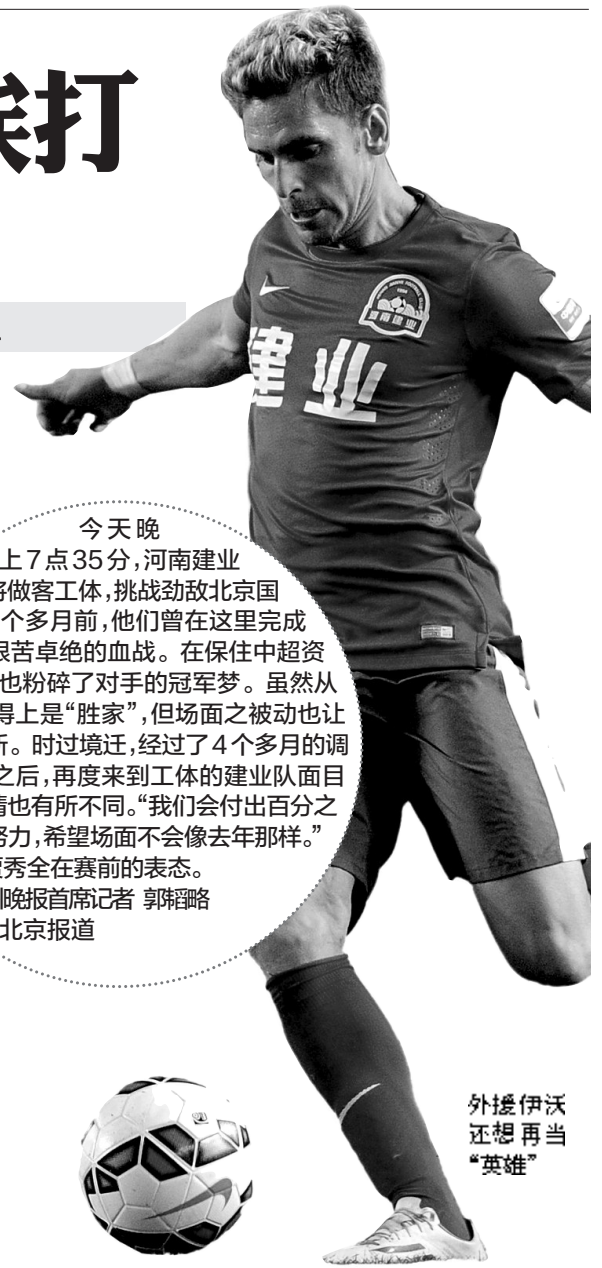 挨打
建业
河南建业
今天晚
上7点35分,河南建业
将做客工体,挑战劲敌北京国
个多月前,他们曾在这里完成
艰苦卓绝的血战。在保住中超资
也粉碎了对手的冠军梦。虽然从
得上是“胜家”,但场面之被动也让
。时过境迁,经过了4个多月的调
之后,再度来到工体的建业队面目
情也有所不同。“我们会付出百分之
努力,希望场面不会像去年那样。”
贾秀全在赛前的表态。
晚报首席记者 郭韬略
北京报道
外援伊沃
还想再当
“英雄”